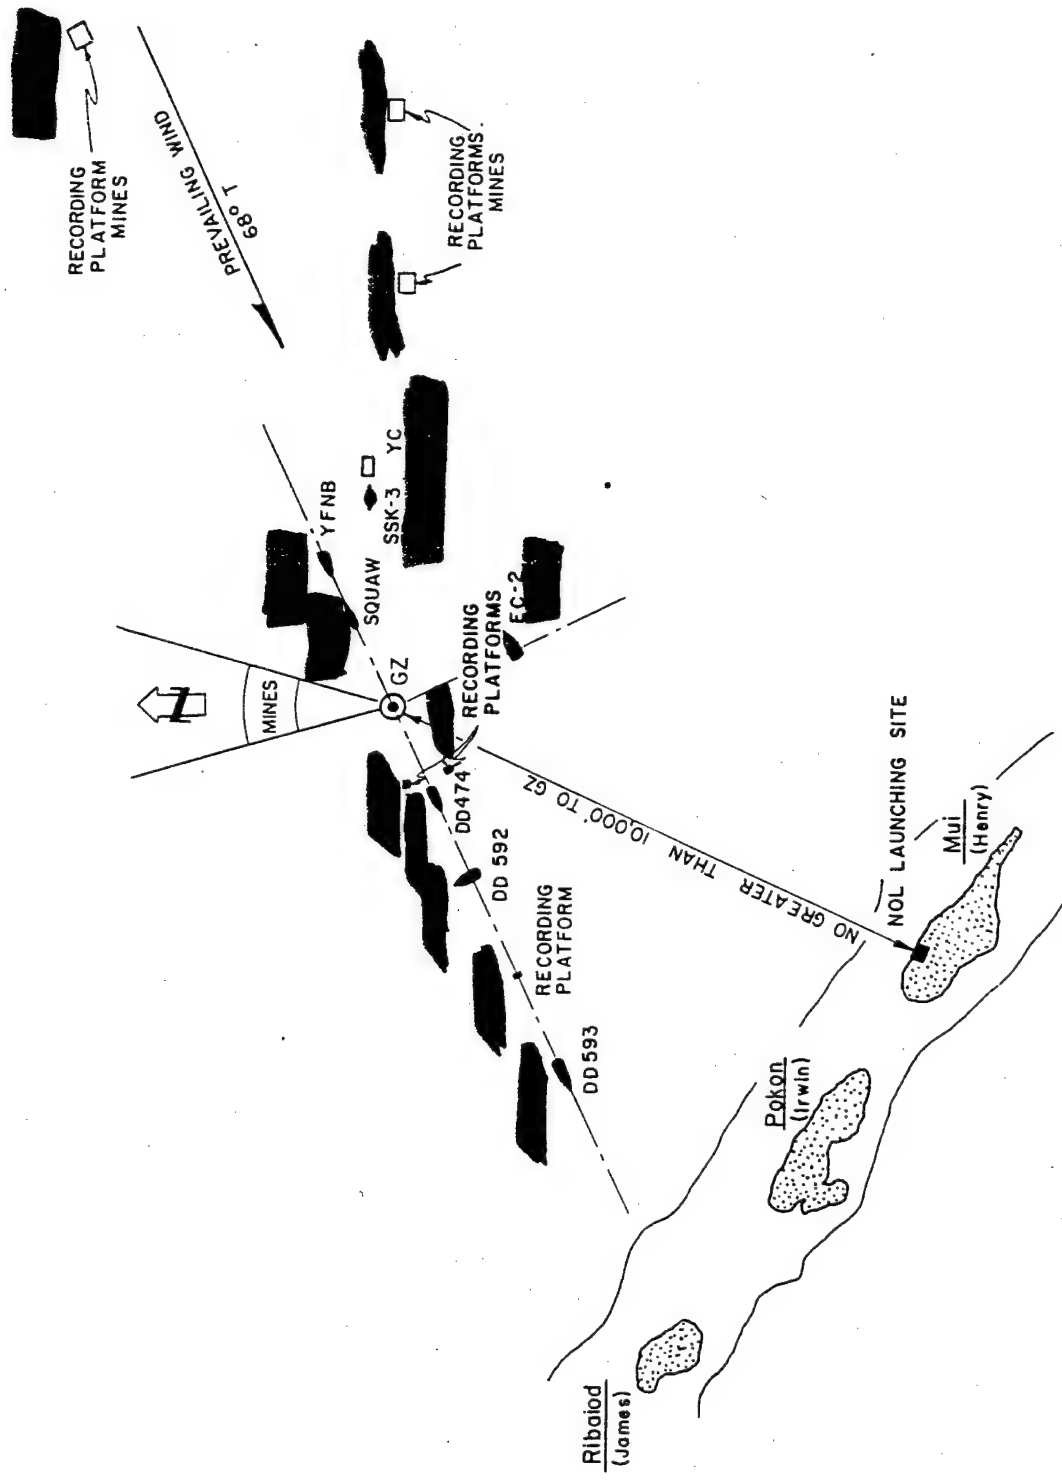 RECORDING
PLATFORM
MINES
PREVAILING WIND
68° T
RECORDING
PLATFORMS.
MINES
YFNB
SQUAW
SSK-3
YC
N
MINES
GZ
RECORDING
PLATFORMS
EC-2
DD474
DD 592
RECORDING
PLATFORM
DD593
NO GREATER THAN 10,000' TO GZ
NOL LAUNCHING SITE
Mui
(Henry)
Pokon
(Irwin)
Ribaiod
(James)